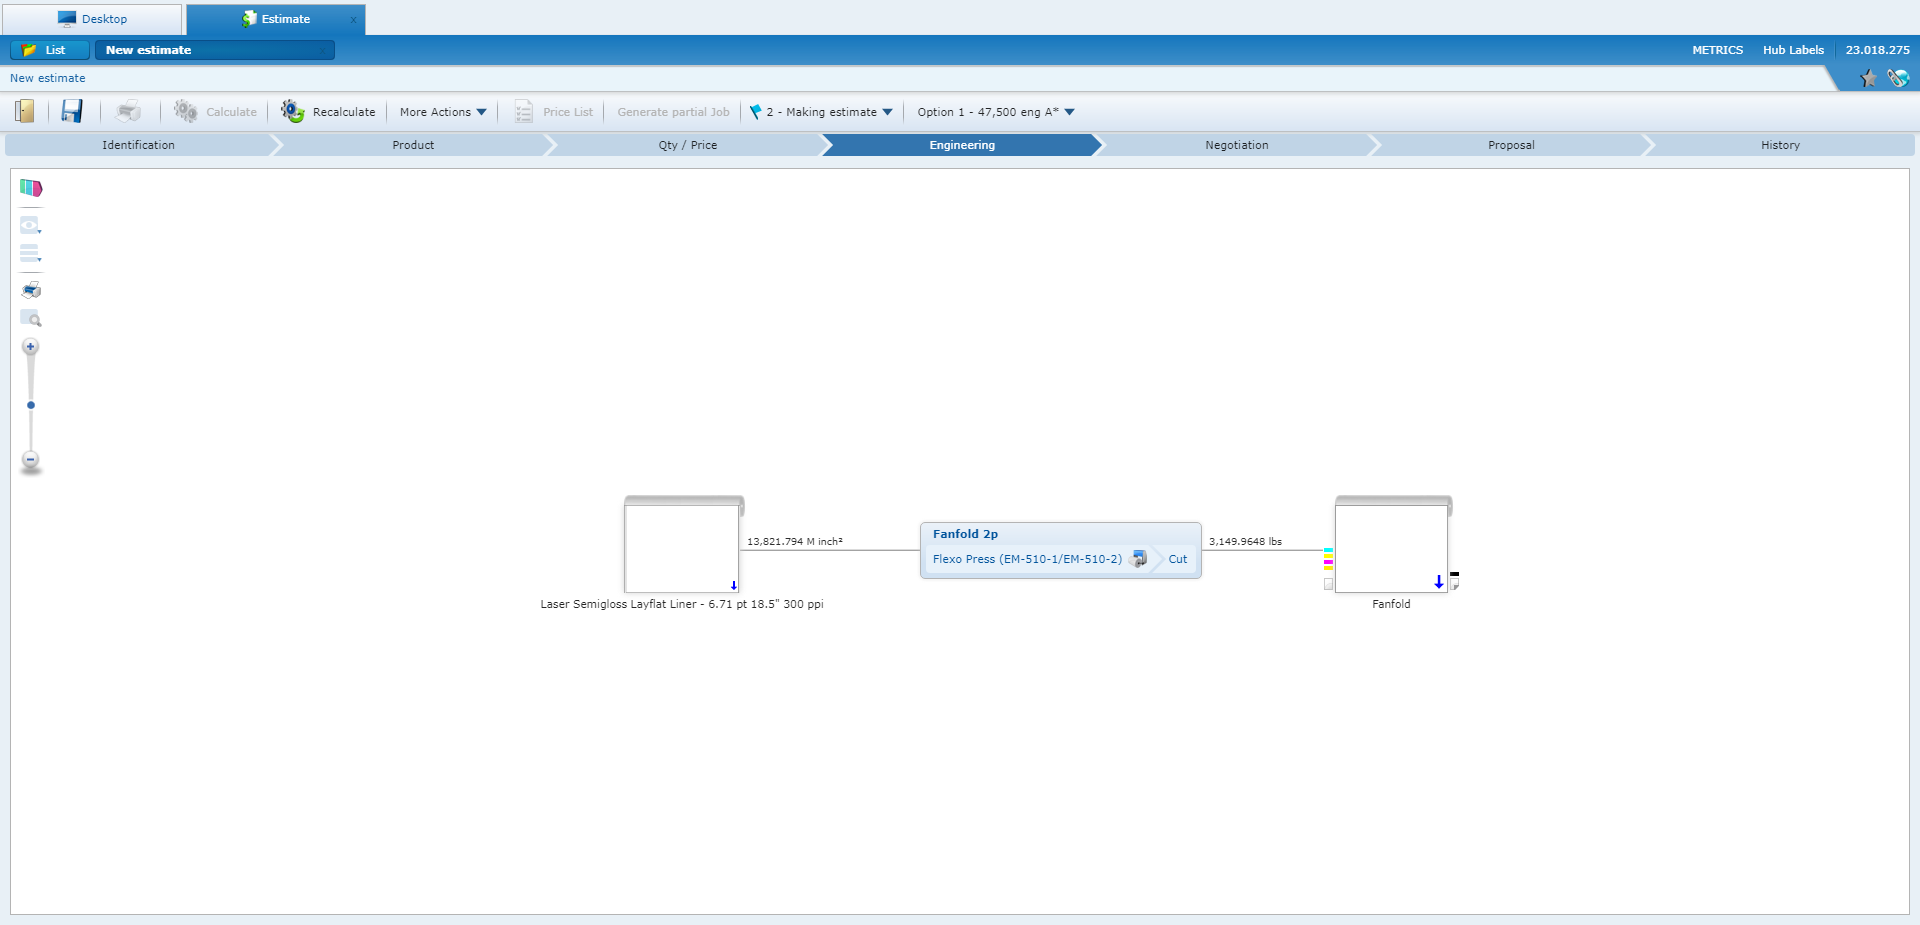 Desktop
Estimate x
List
New estimate x
METRICS Hub Labels 23.018.275
New estimate
Calculate Recalculate More Actions Price List Generate partial Job 2 - Making estimate Option 1 - 47,500 eng A*
Identification Product Qty / Price Engineering Negotiation Proposal History
Fanfold 2p
13,821.794 M inch²
3,149.9648 lbs
Flexo Press (EM-510-1/EM-510-2) Cut
Laser Semigloss Layflat Liner - 6.71 pt 18.5" 300 ppi
Fanfold